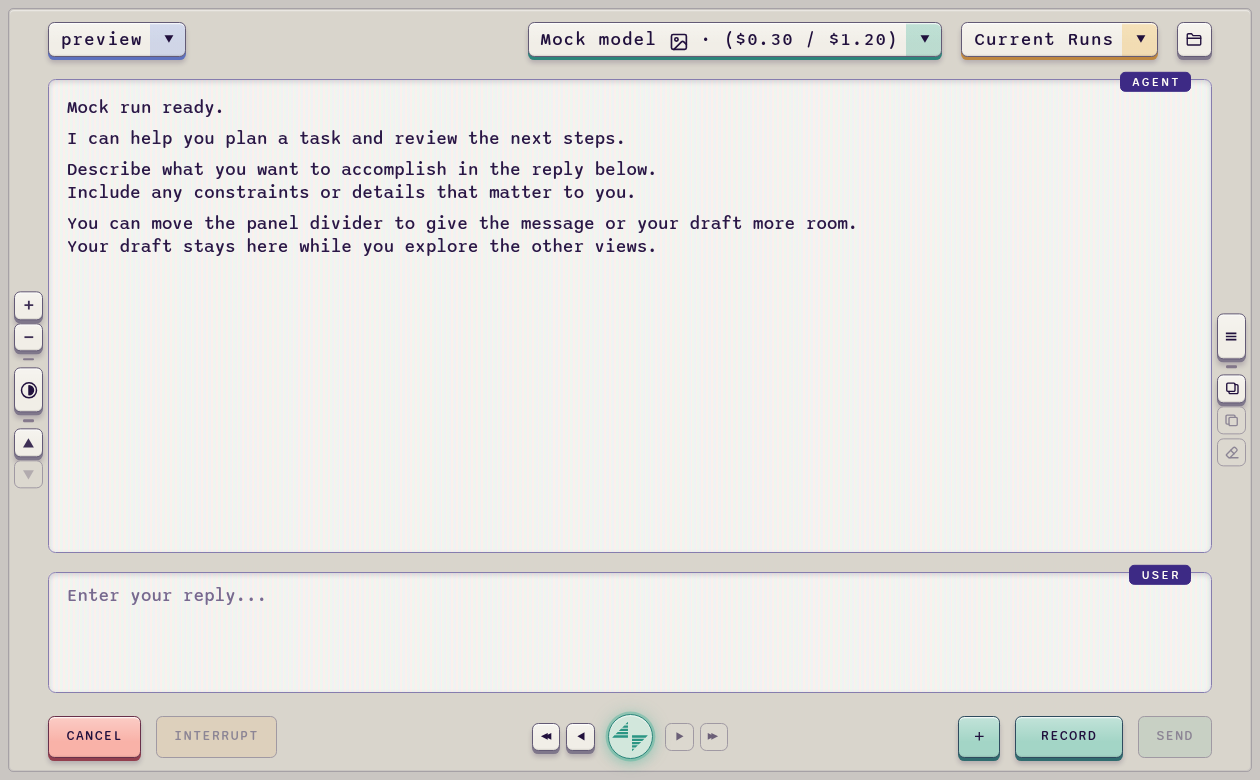 preview
Mock model · ($0.30 / $1.20)
Current Runs
AGENT
Mock run ready.
I can help you plan a task and review the next steps.
Describe what you want to accomplish in the reply below.
Include any constraints or details that matter to you.
You can move the panel divider to give the message or your draft more room.
Your draft stays here while you explore the other views.
USER
Enter your reply...
CANCEL
INTERRUPT
+
RECORD
SEND